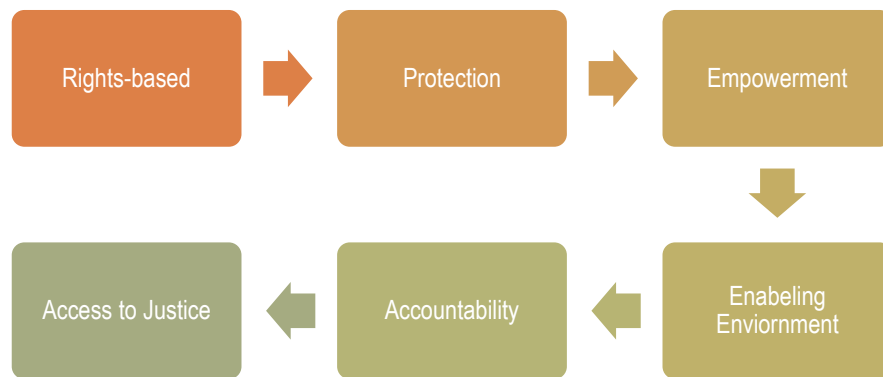 Rights-based
Protection
Empowerment
Enabeling
Enviornment
Accountability
Access to Justice